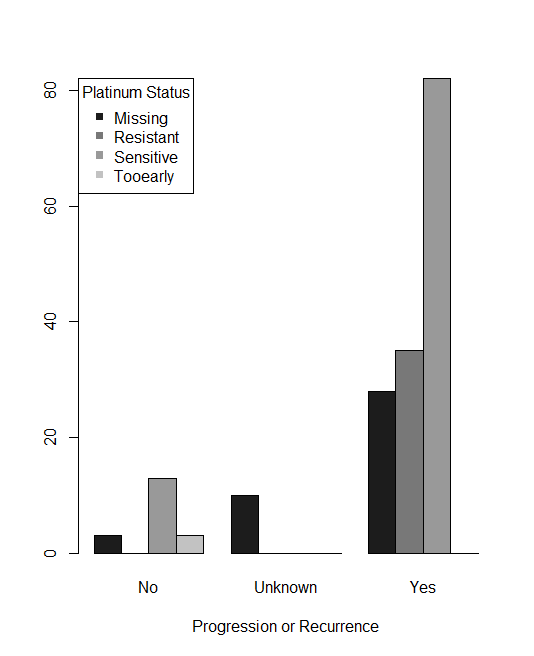 Platinum Status
Missing
Resistant
Sensitive
Tooearly
80
60
40
20
0
No Unknown Yes
Progression or Recurrence